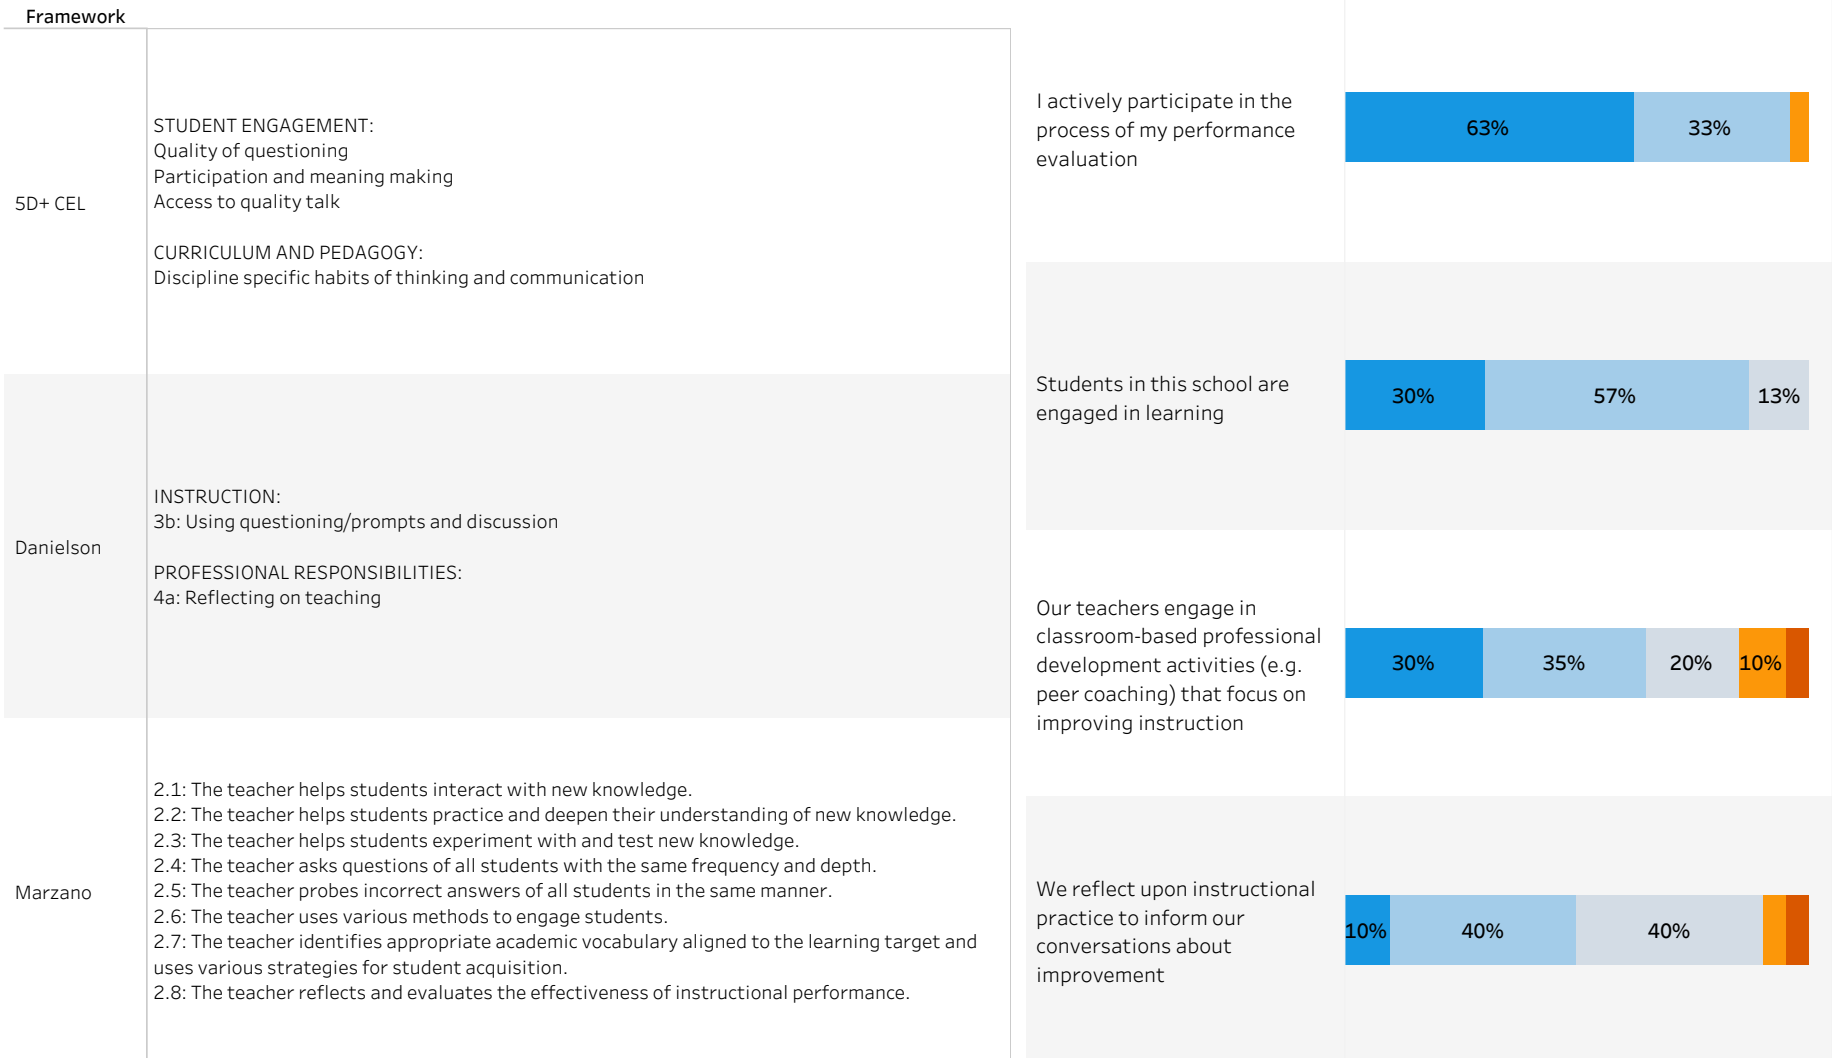 Framework
5D+ CEL
STUDENT ENGAGEMENT:
Quality of questioning
Participation and meaning making
Access to quality talk
CURRICULUM AND PEDAGOGY:
Discipline specific habits of thinking and communication
Danielson
INSTRUCTION:
3b: Using questioning/prompts and discussion
PROFESSIONAL RESPONSIBILITIES:
4a: Reflecting on teaching
Marzano
2.1: The teacher helps students interact with new knowledge.
2.2: The teacher helps students practice and deepen their understanding of new knowledge.
2.3: The teacher helps students experiment with and test new knowledge.
2.4: The teacher asks questions of all students with the same frequency and depth.
2.5: The teacher probes incorrect answers of all students in the same manner.
2.6: The teacher uses various methods to engage students.
2.7: The teacher identifies appropriate academic vocabulary aligned to the learning target and
uses various strategies for student acquisition.
2.8: The teacher reflects and evaluates the effectiveness of instructional performance.
I actively participate in the
process of my performance
evaluation
63% 33%
Students in this school are
engaged in learning
30% 57% 13%
Our teachers engage in
classroom-based professional
development activities (e.g.
peer coaching) that focus on
improving instruction
30% 35% 20% 10%
We reflect upon instructional
practice to inform our
conversations about
improvement
10% 40% 40%